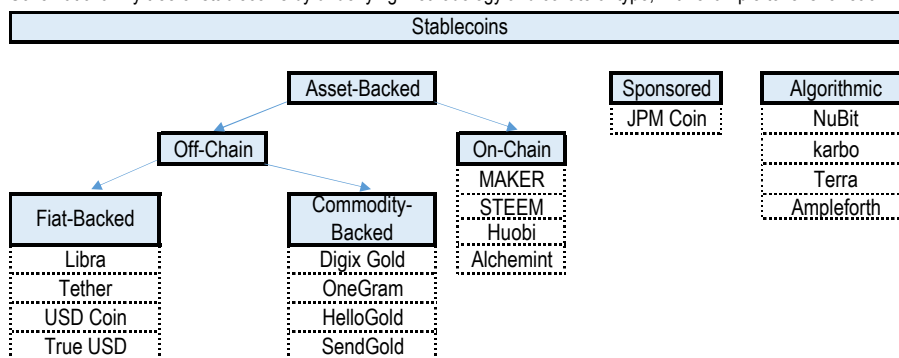 Stablecoins
Asset-Backed
Sponsored
Algorithmic
JPM Coin
NuBit
Off-Chain
On-Chain
karbo
MAKER
Terra
Fiat-Backed
Commodity-
Backed
STEEM
Ampleforth
Huobi
Libra
Digix Gold
Alchemint
Tether
OneGram
USD Coin
HelloGold
True USD
SendGold